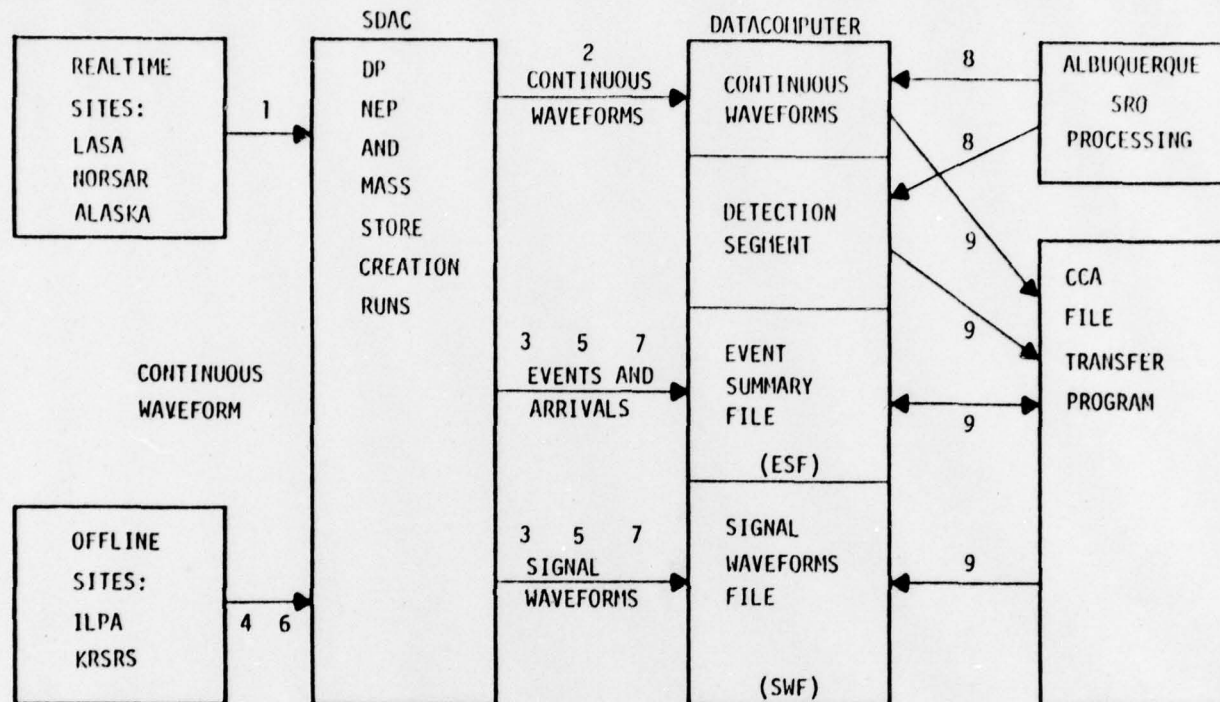 SDAC
DATACOMPUTER
REALTIME
SITES:
LASA
NORSAR
ALASKA
1
DP
NEP
AND
MASS
STORE
CREATION
RUNS
2
CONTINUOUS
WAVEFORMS
CONTINUOUS
WAVEFORMS
8
8
ALBUQUERQUE
SRO
PROCESSING
DETECTION
SEGMENT
9
9
CCA
FILE
TRANSFER
PROGRAM
CONTINUOUS
WAVEFORM
3 5 7
EVENTS AND
ARRIVALS
EVENT
SUMMARY
FILE
(ESF)
9
OFFLINE
SITES:
ILPA
KRSRS
4 6
3 5 7
SIGNAL
WAVEFORMS
SIGNAL
WAVEFORMS
FILE
(SWF)
9